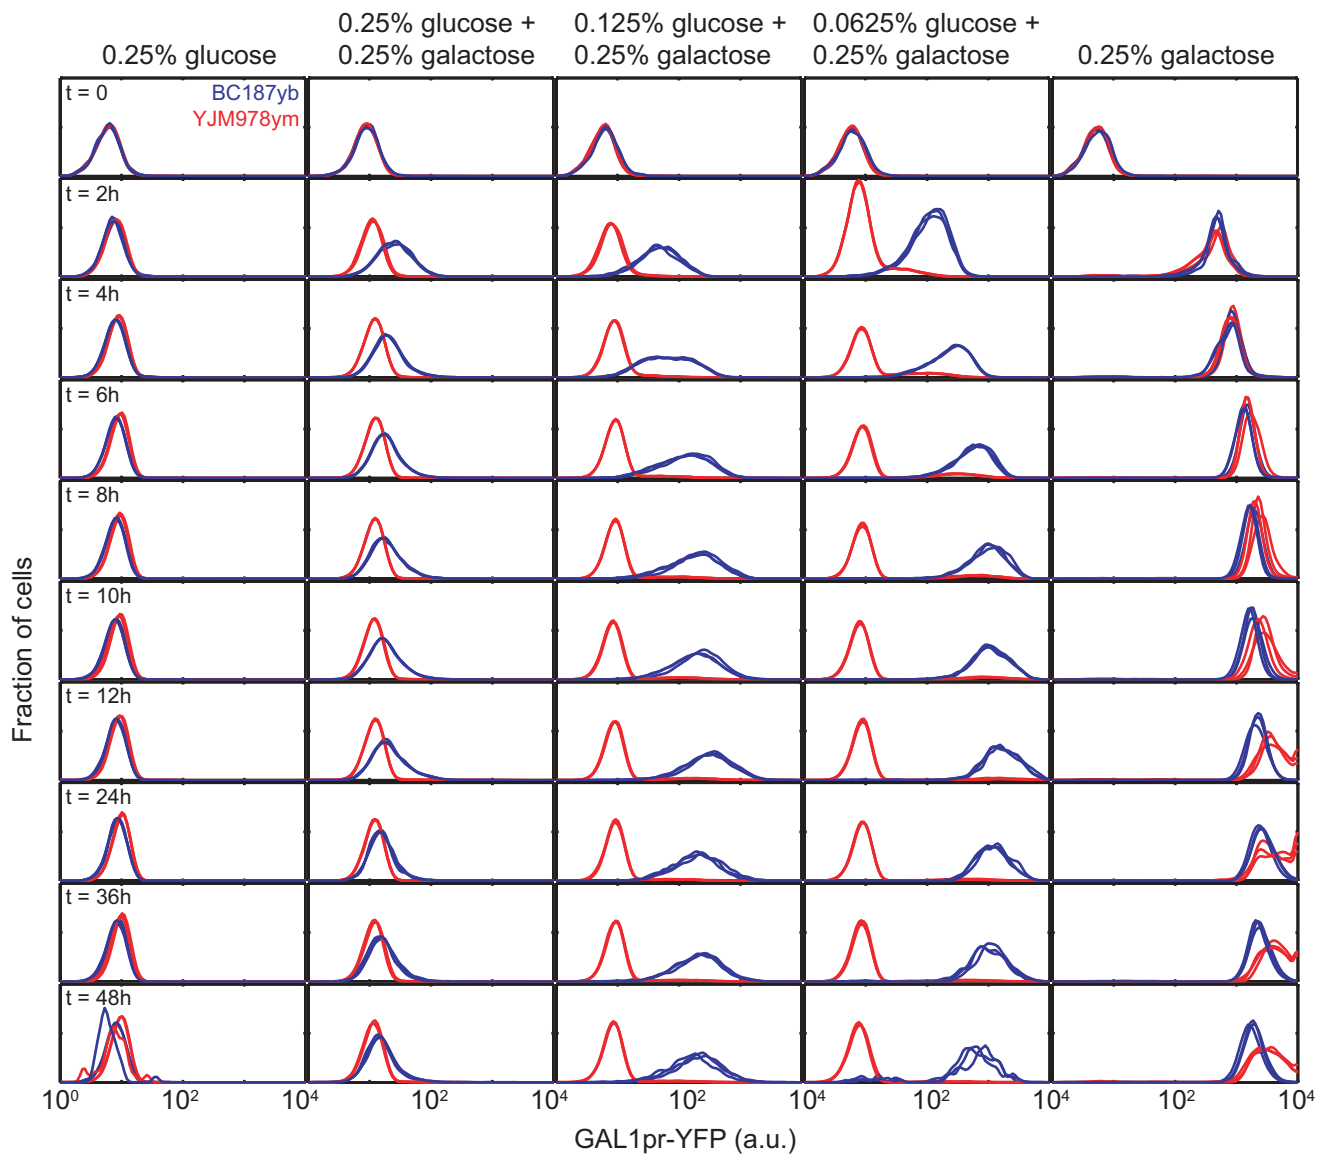 0.25% glucose
0.25% glucose +
0.25% galactose
0.125% glucose +
0.25% galactose
0.0625% glucose +
0.25% galactose
0.25% galactose
t = 0
BC187yb
YJM978ym
t = 2h
t = 4h
t = 6h
t = 8h
t = 10h
t = 12h
t = 24h
t = 36h
t = 48h
Fraction of cells
10⁰ 10² 10⁴ 10² 10⁴ 10² 10⁴ 10² 10⁴ 10² 10⁴
GAL1pr-YFP (a.u.)